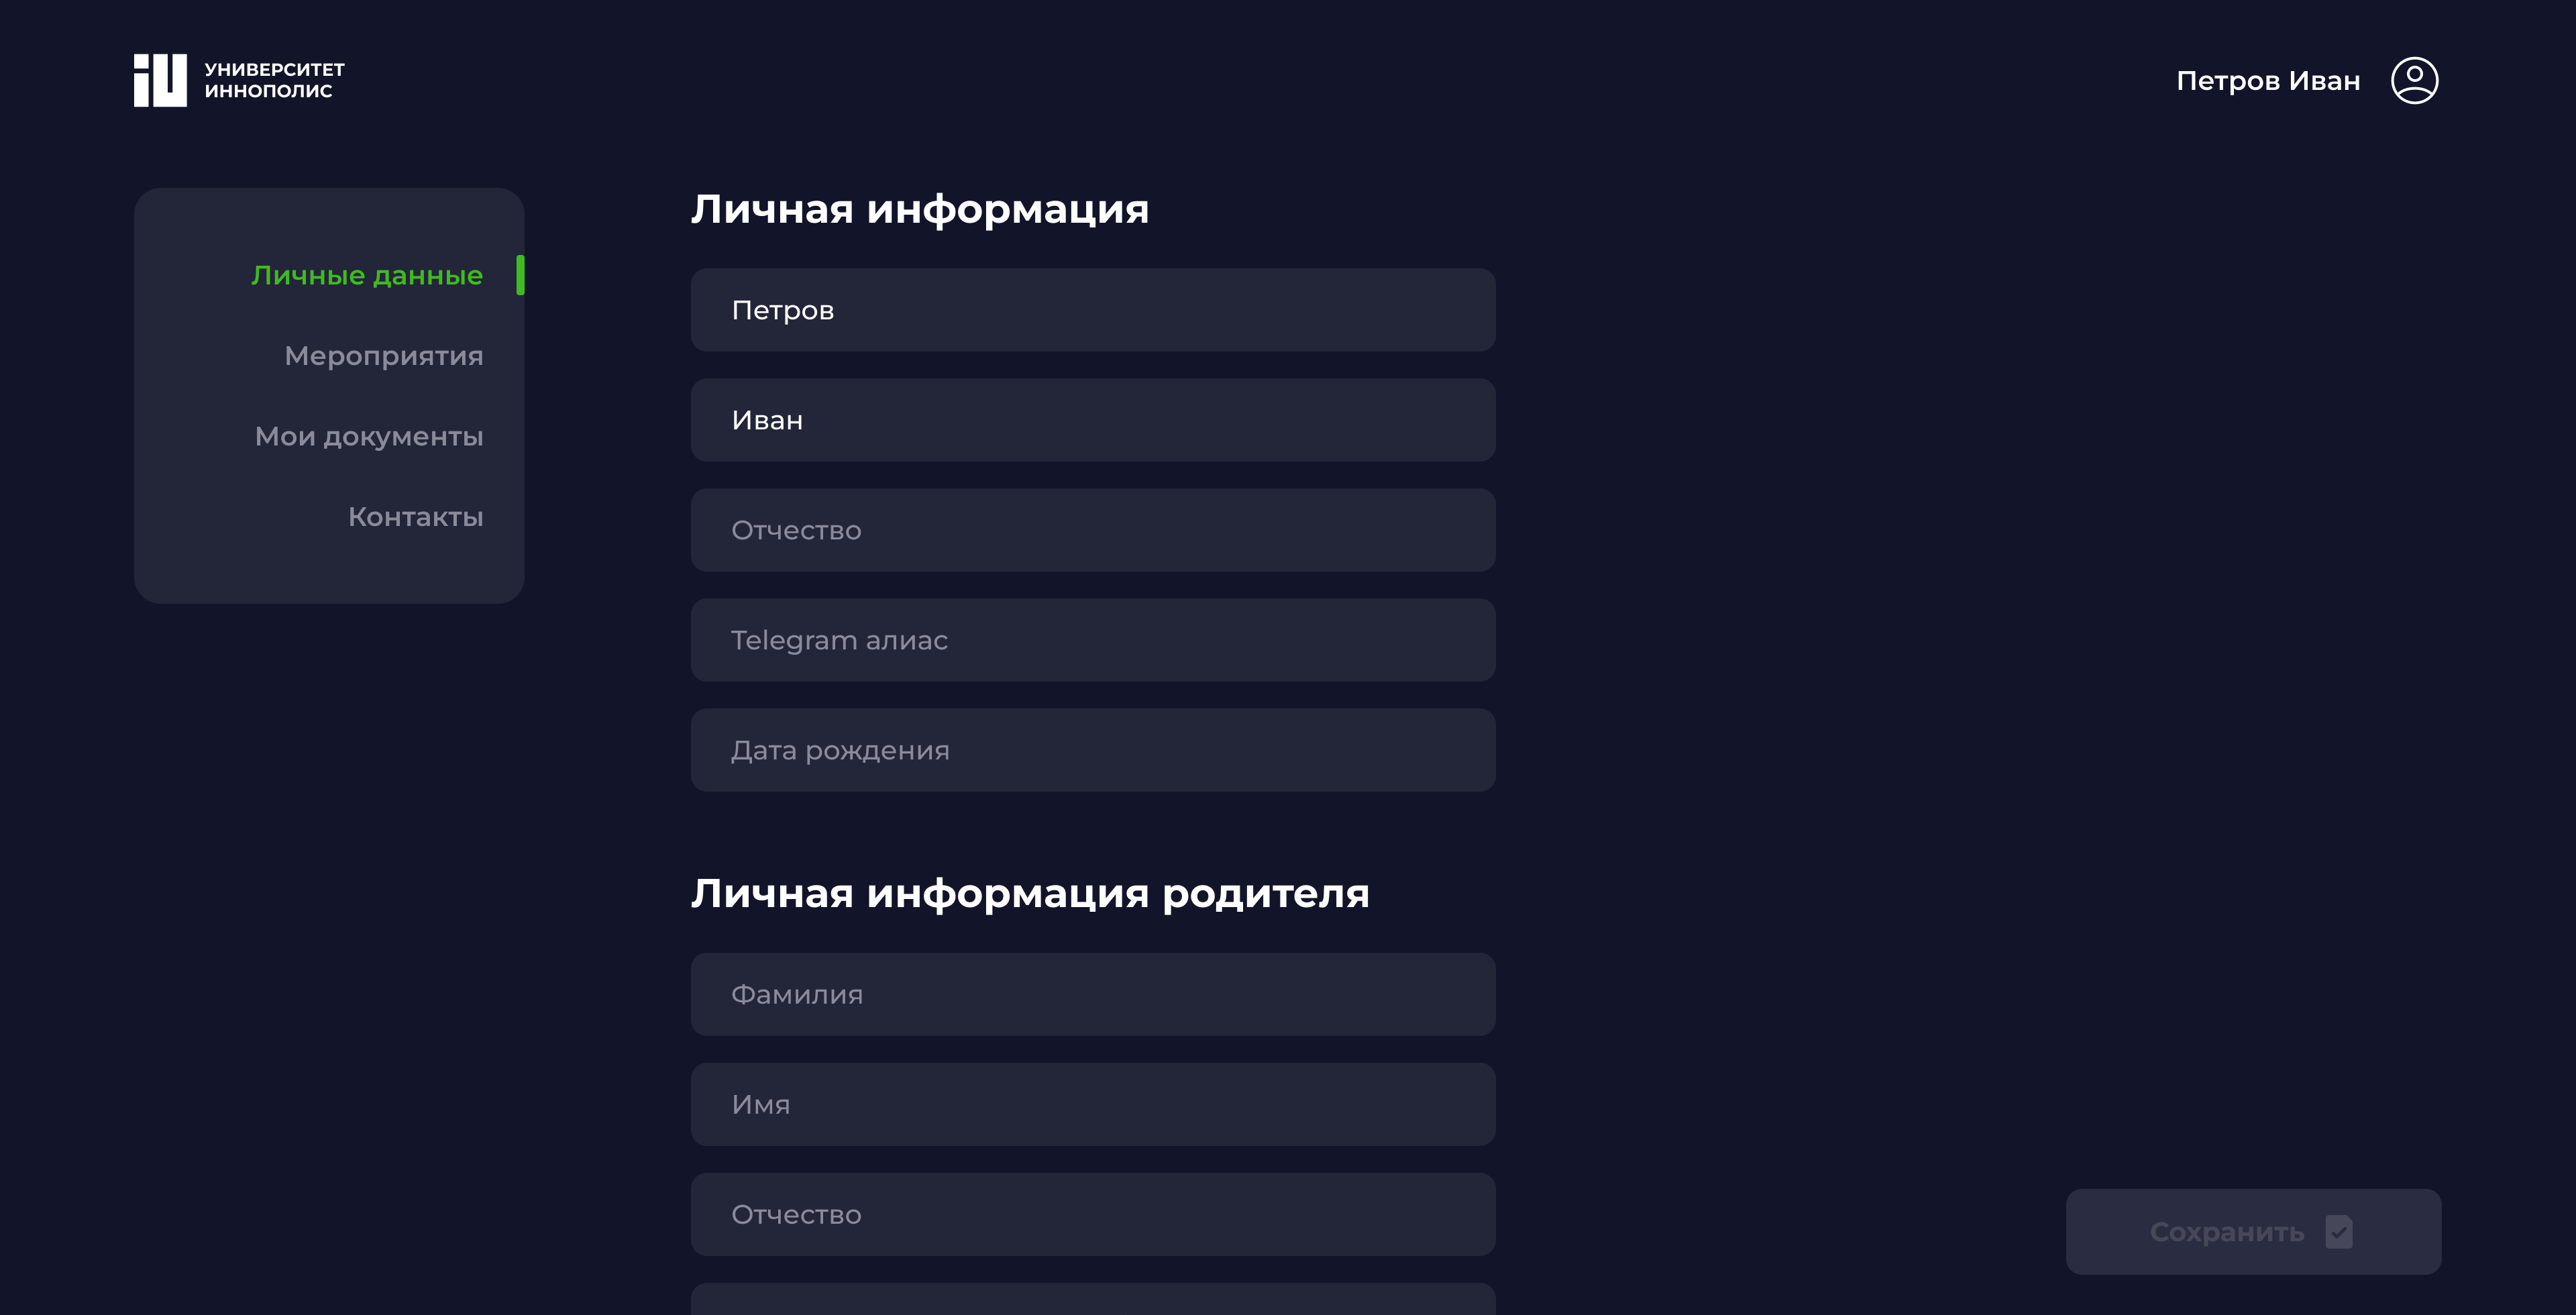 УНИВЕРСИТЕТ
ИННОПОЛИС
Петров Иван
Личные данные
Мероприятия
Мои документы
Контакты
Личная информация
Петров
Иван
Отчество
Telegram алиас
Дата рождения
Личная информация родителя
Фамилия
Имя
Отчество
Сохранить